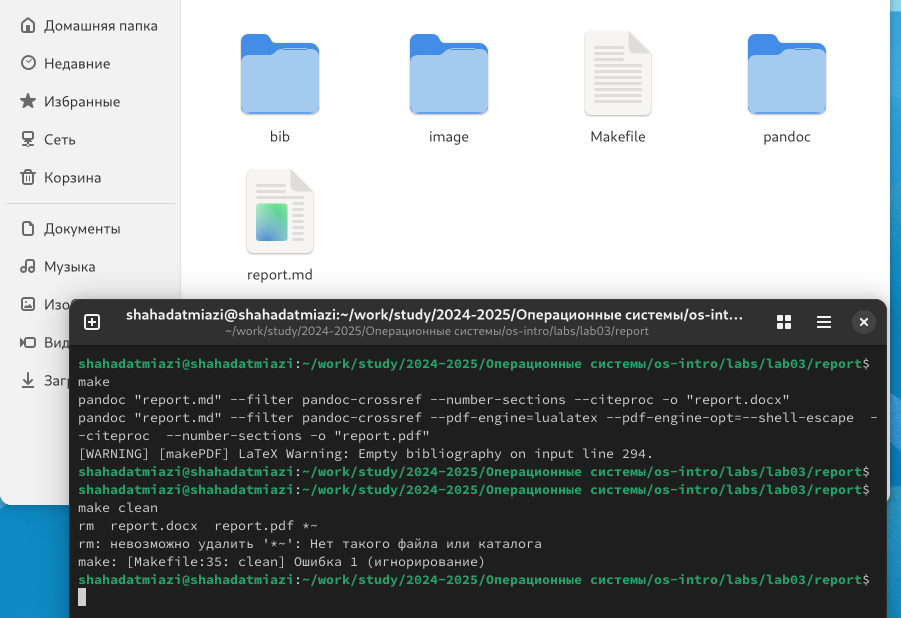 Домашняя папка
Недавние
Избранные
Сеть
Корзина
Документы
Музыка
bib
image
Makefile
pandoc
report.md
shahadatmiazi@shahadatmiazi:~/work/study/2024-2025/Операционные системы/os-int...
~/work/study/2024-2025/Операционные системы/os-intro/labs/lab03/report
shahadatmiazi@shahadatmiazi:~/work/study/2024-2025/Операционные системы/os-intro/labs/lab03/report$
make
pandoc "report.md" --filter pandoc-crossref --number-sections --citeproc -o "report.docx"
pandoc "report.md" --filter pandoc-crossref --pdf-engine=lualatex --pdf-engine-opt=--shell-escape  -
-citeproc  --number-sections -o "report.pdf"
[WARNING] [makePDF] LaTeX Warning: Empty bibliography on input line 294.
shahadatmiazi@shahadatmiazi:~/work/study/2024-2025/Операционные системы/os-intro/labs/lab03/report$
shahadatmiazi@shahadatmiazi:~/work/study/2024-2025/Операционные системы/os-intro/labs/lab03/report$
make clean
rm  report.docx  report.pdf *~
rm: невозможно удалить '*~': Нет такого файла или каталога
make: [Makefile:35: clean] Ошибка 1 (игнорирование)
shahadatmiazi@shahadatmiazi:~/work/study/2024-2025/Операционные системы/os-intro/labs/lab03/report$